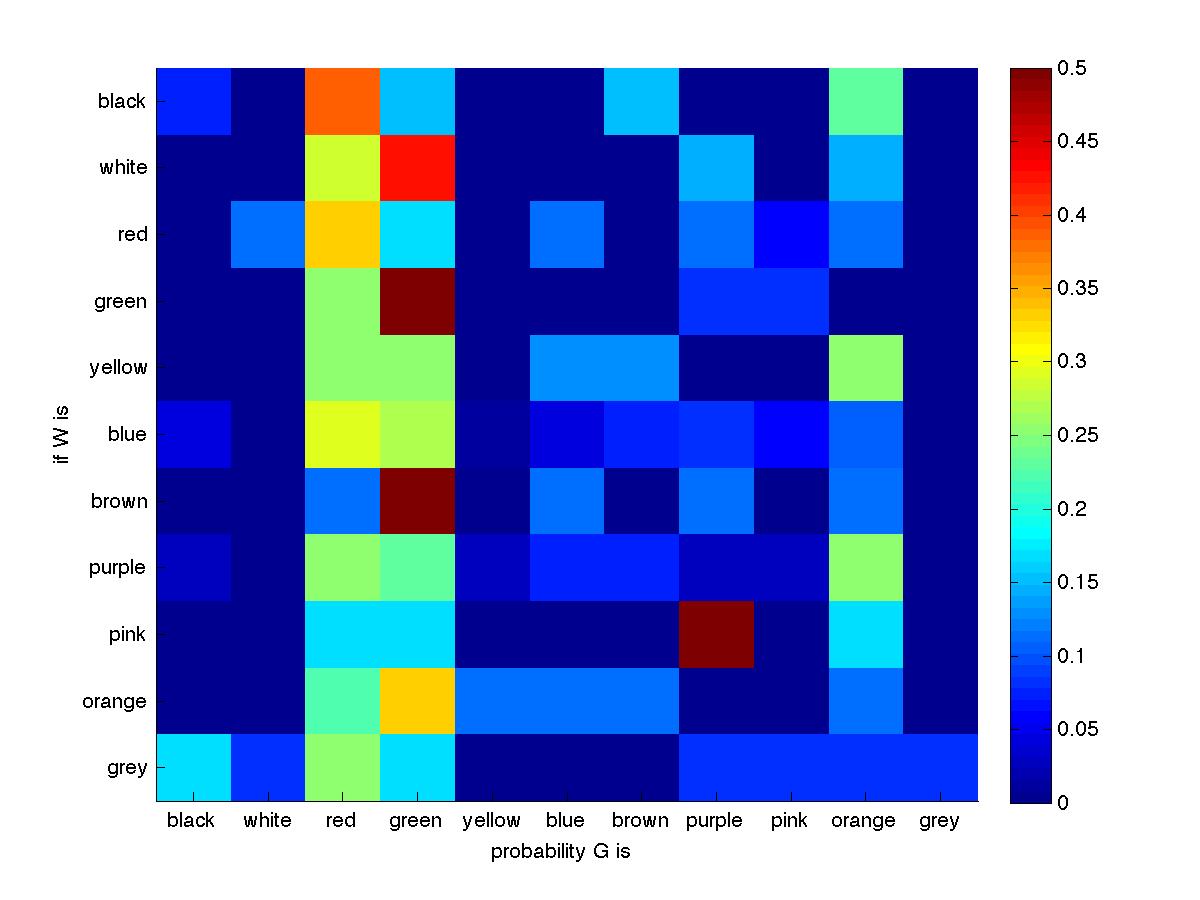 black
white
red
green
yellow
blue
brown
purple
pink
orange
grey
if W is
black white red green yellow blue brown purple pink orange grey
probability G is
0.5
0.45
0.4
0.35
0.3
0.25
0.2
0.15
0.1
0.05
0